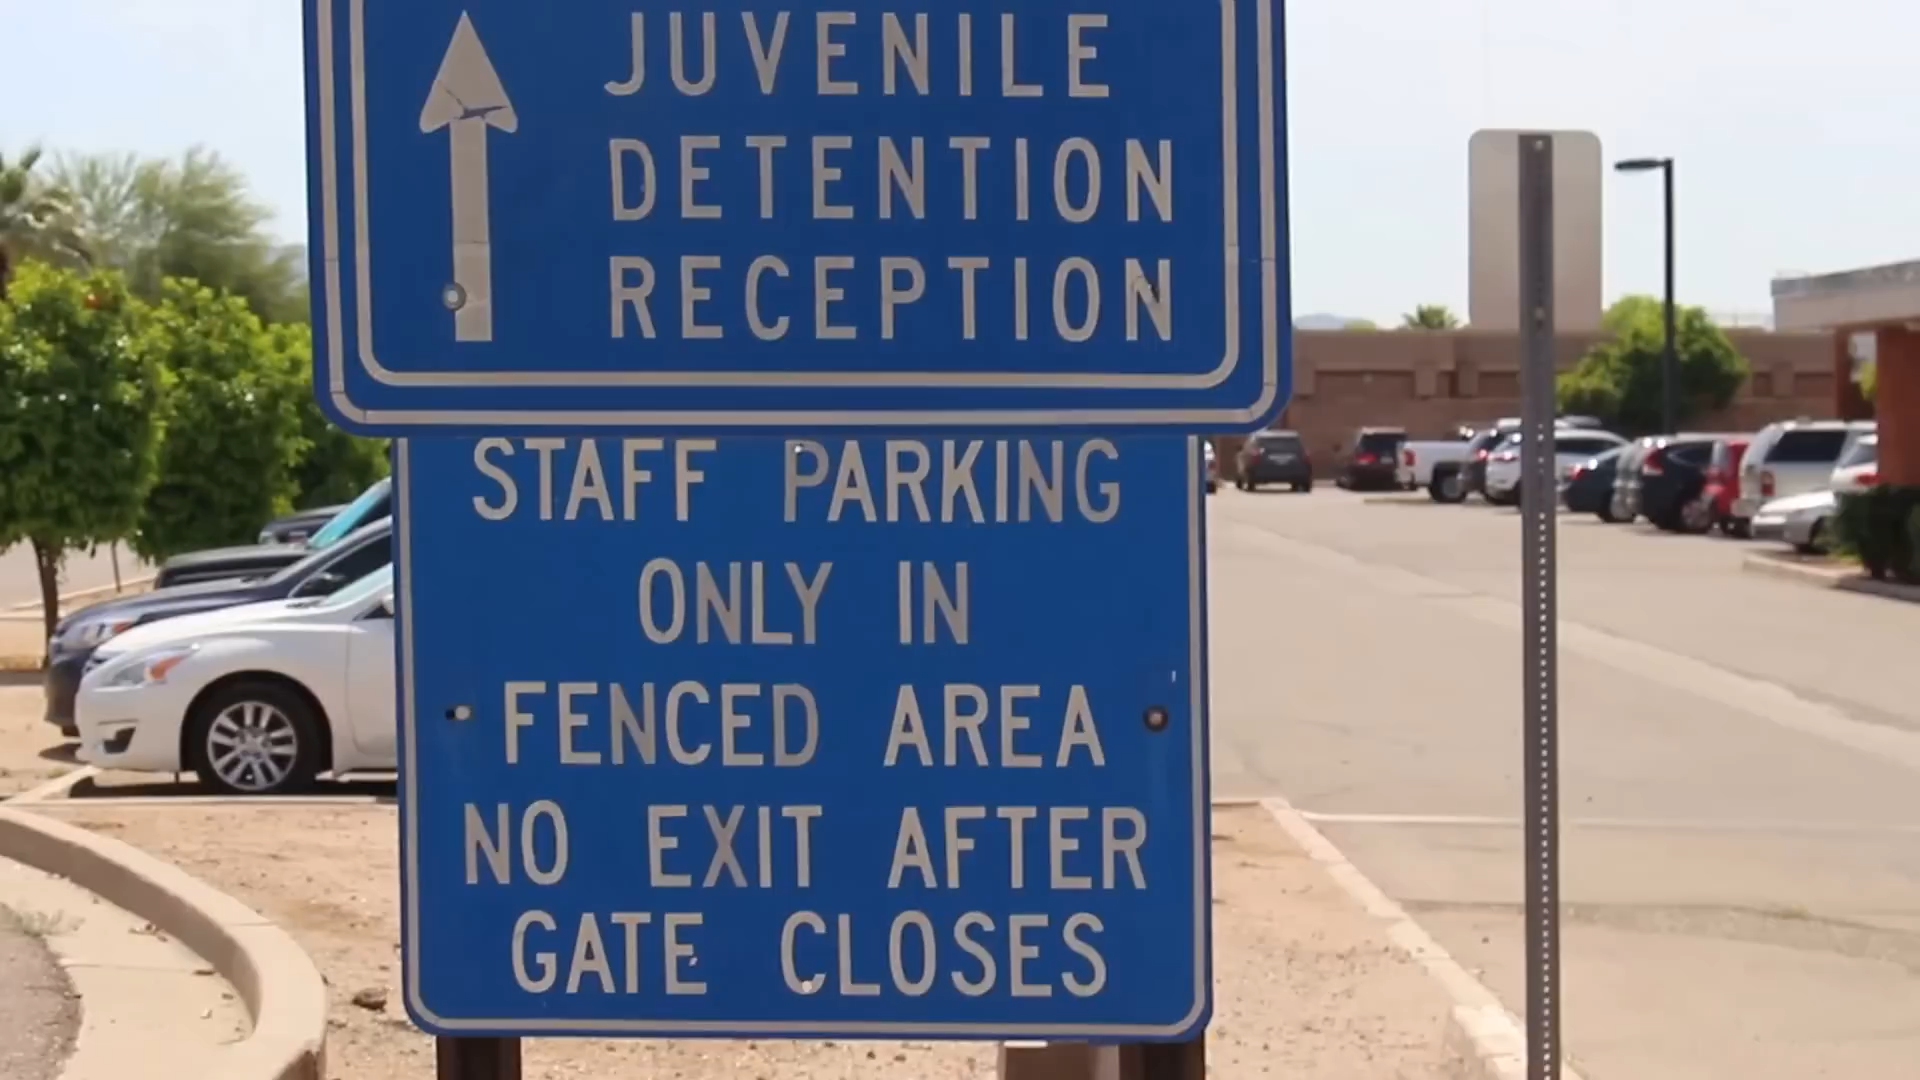 JUVENILE
DETENTION
RECEPTION
STAFF PARKING
ONLY IN
FENCED AREA
NO EXIT AFTER
GATE CLOSES